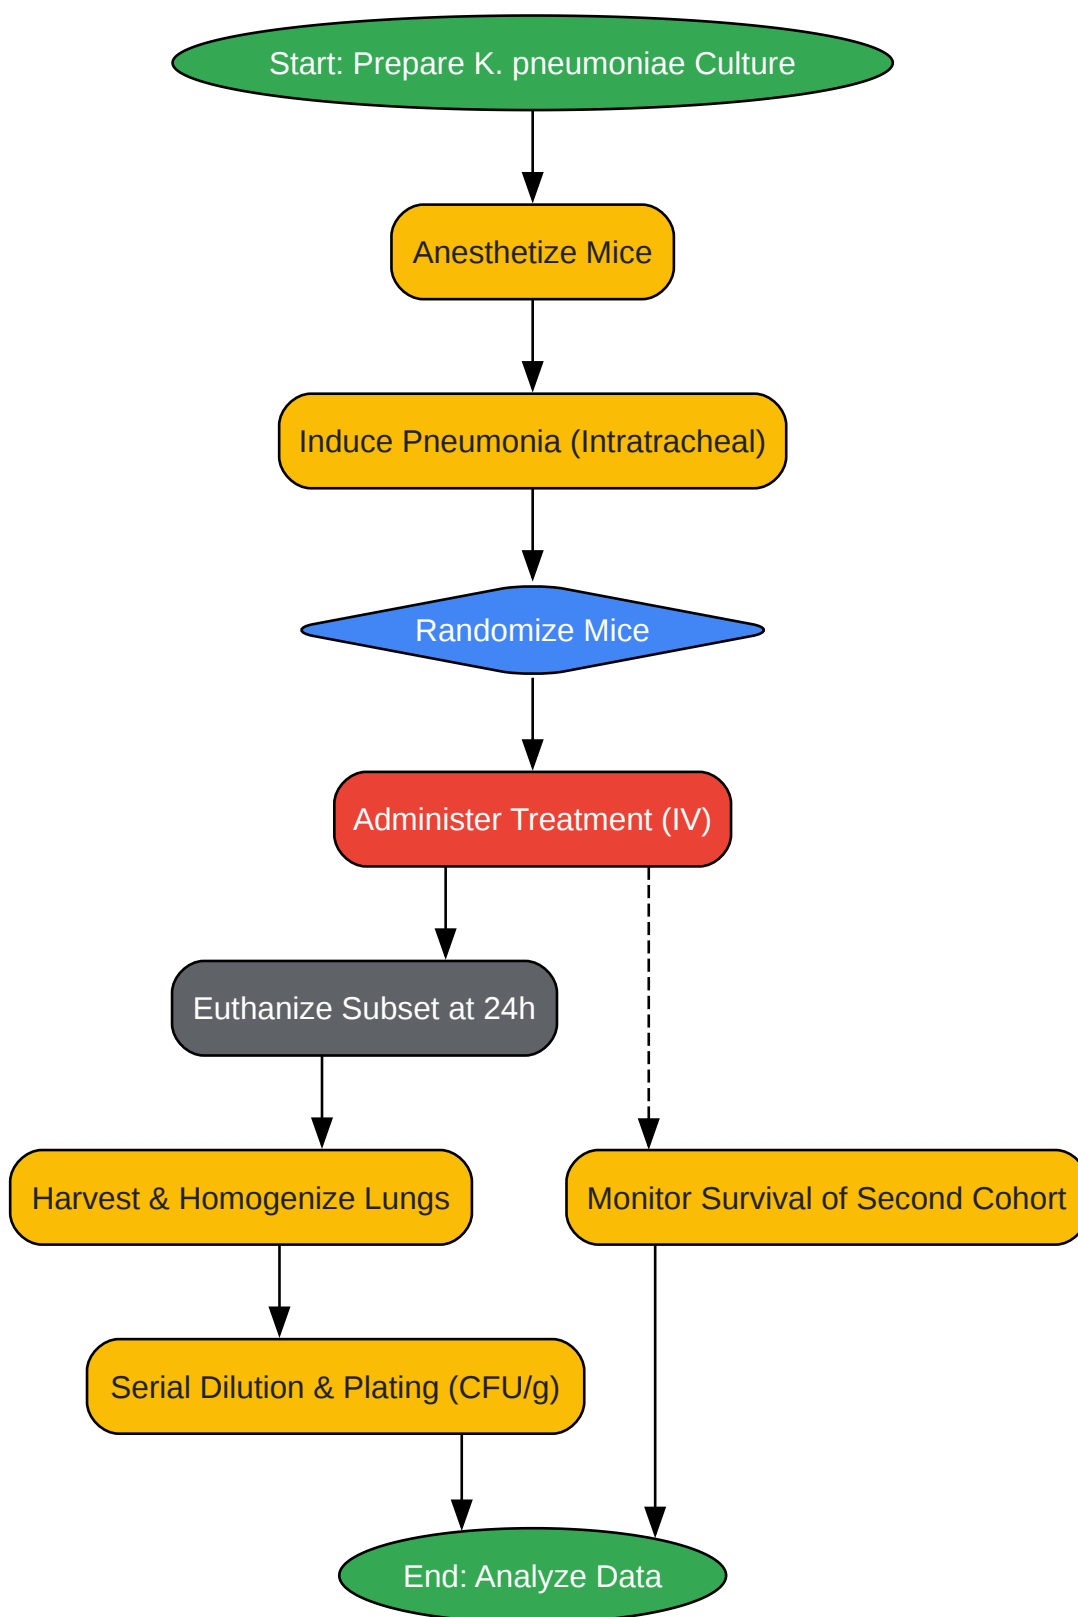 Start: Prepare K. pneumoniae Culture
Anesthetize Mice
Induce Pneumonia (Intratracheal)
Randomize Mice
Administer Treatment (IV)
Euthanize Subset at 24h
Harvest & Homogenize Lungs
Monitor Survival of Second Cohort
Serial Dilution & Plating (CFU/g)
End: Analyze Data